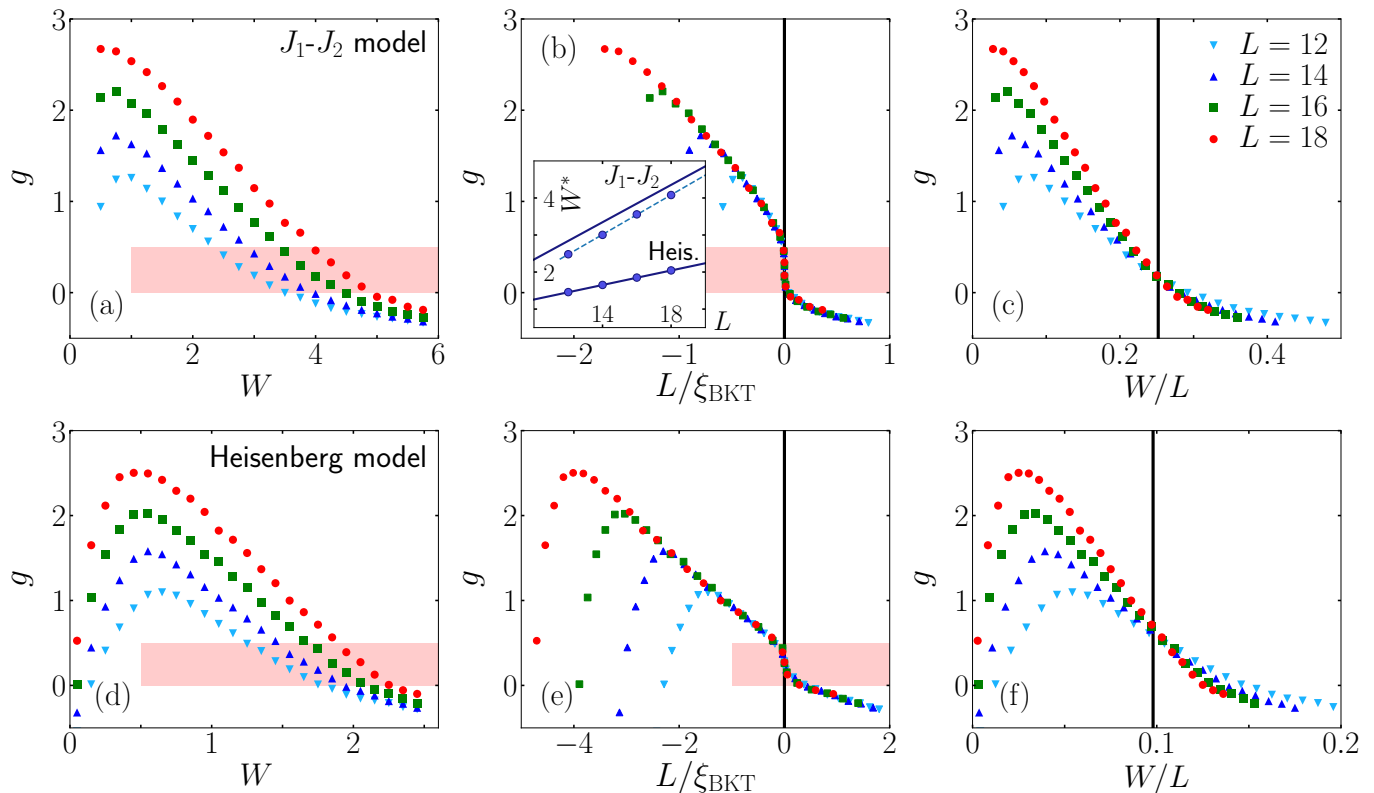 3
2
1
0
g
J₁-J₂ model
(a)
0
2
4
6
W
3
2
1
0
g
(b)
4
2
W*
J₁-J₂
Heis.
14
18
L
−2
−1
0
1
L/ξ_BKT
3
2
1
0
g
L = 12
L = 14
L = 16
L = 18
(c)
0
0.2
0.4
W/L
3
2
1
0
g
Heisenberg model
(d)
0
1
2
W
3
2
1
0
g
(e)
−4
−2
0
2
L/ξ_BKT
3
2
1
0
g
(f)
0
0.1
0.2
W/L